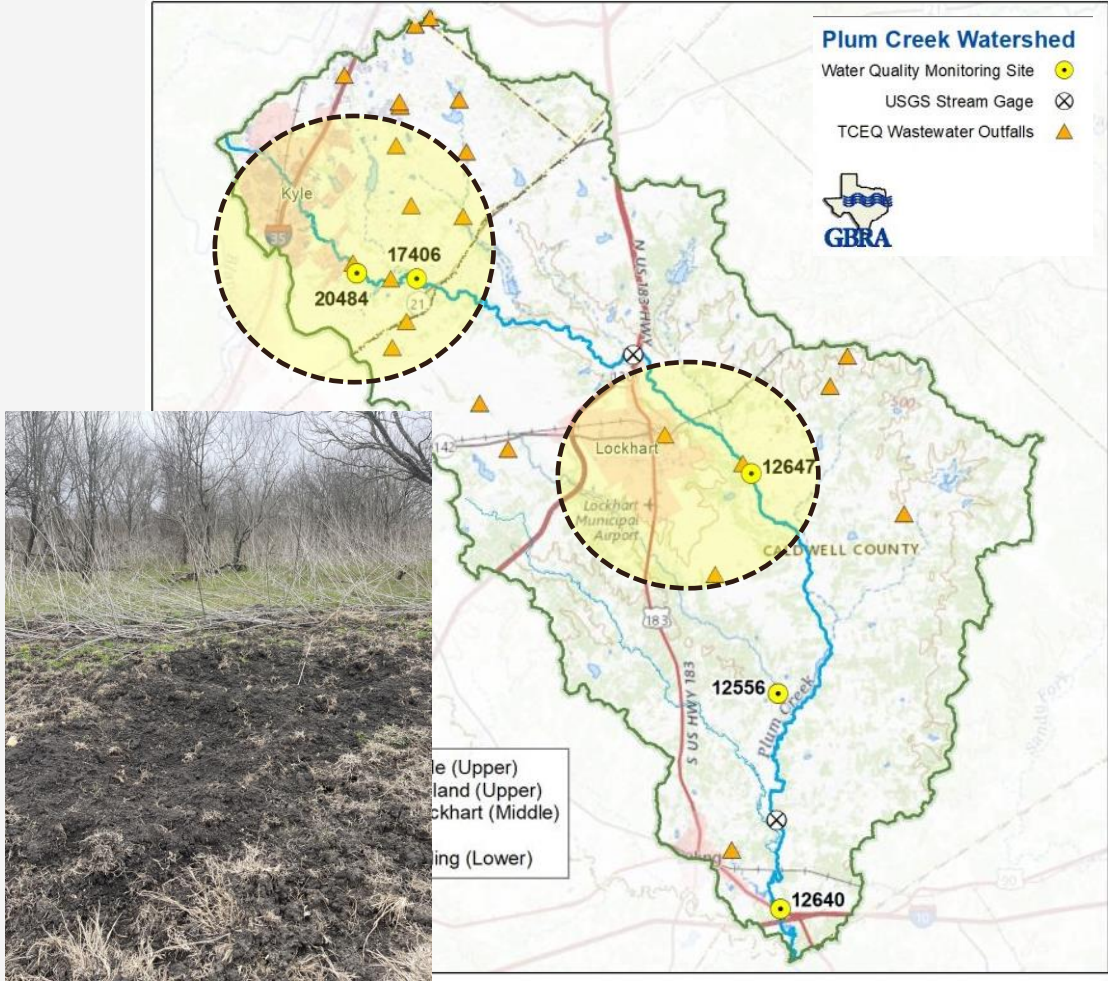 Plum Creek Watershed
Water Quality Monitoring Site
USGS Stream Gage
TCEQ Wastewater Outfalls
GBRA
Kyle
35
17406
20484
21
N US 183 HWY
142
Lockhart
12647
500
Lockhart
Municipal
Airport
CALDWELL COUNTY
183
S US HWY 183
12556
Plum Creek
le (Upper)
land (Upper)
ckhart (Middle)
ing (Lower)
ling
12640
10